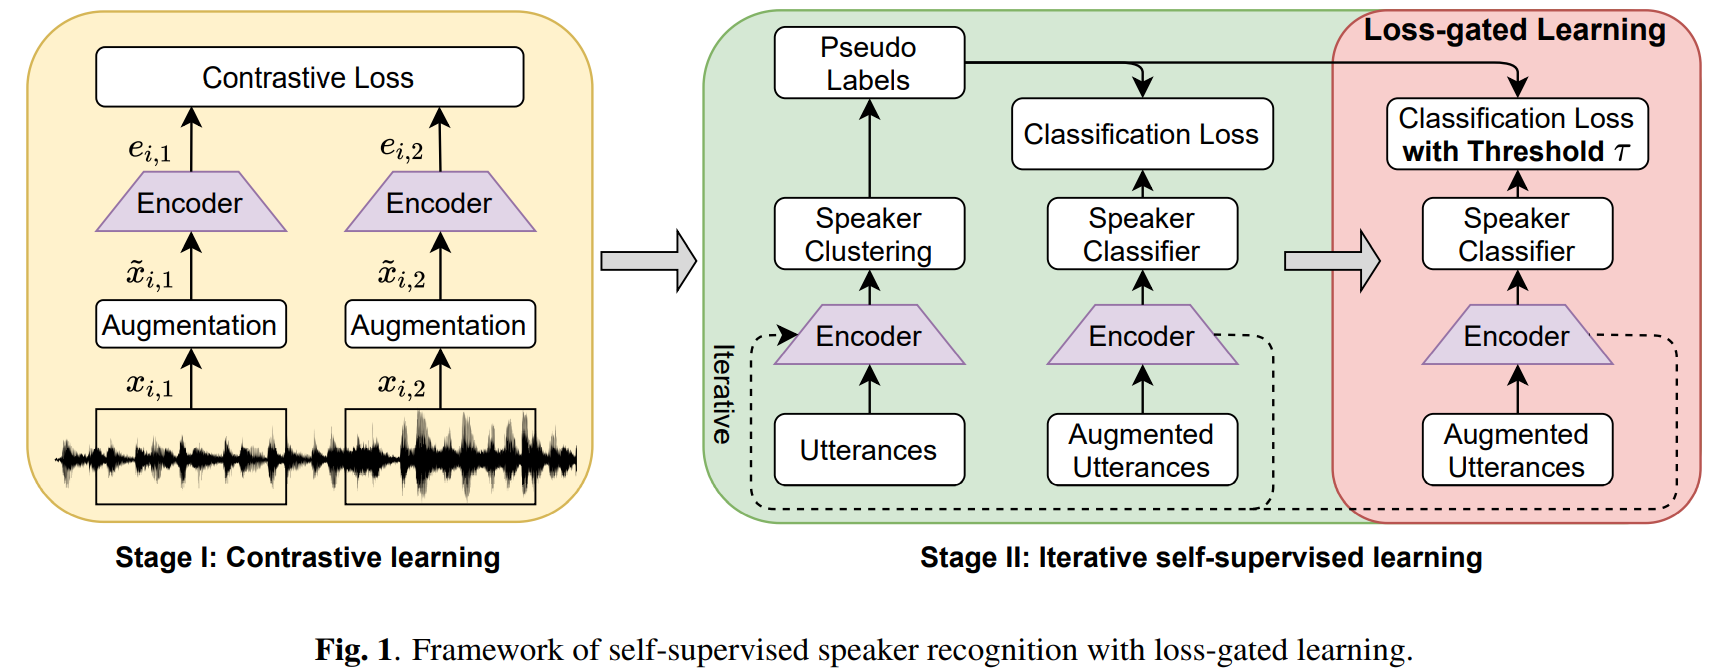 Contrastive Loss
e_{i,1}
e_{i,2}
Encoder
Encoder
x̃_{i,1}
x̃_{i,2}
Augmentation
Augmentation
x_{i,1}
x_{i,2}
Stage I: Contrastive learning
Pseudo
Labels
Speaker
Clustering
Encoder
Utterances
Iterative
Classification Loss
Speaker
Classifier
Encoder
Augmented
Utterances
Loss-gated Learning
Classification Loss
with Threshold τ
Speaker
Classifier
Encoder
Augmented
Utterances
Stage II: Iterative self-supervised learning
Fig. 1. Framework of self-supervised speaker recognition with loss-gated learning.